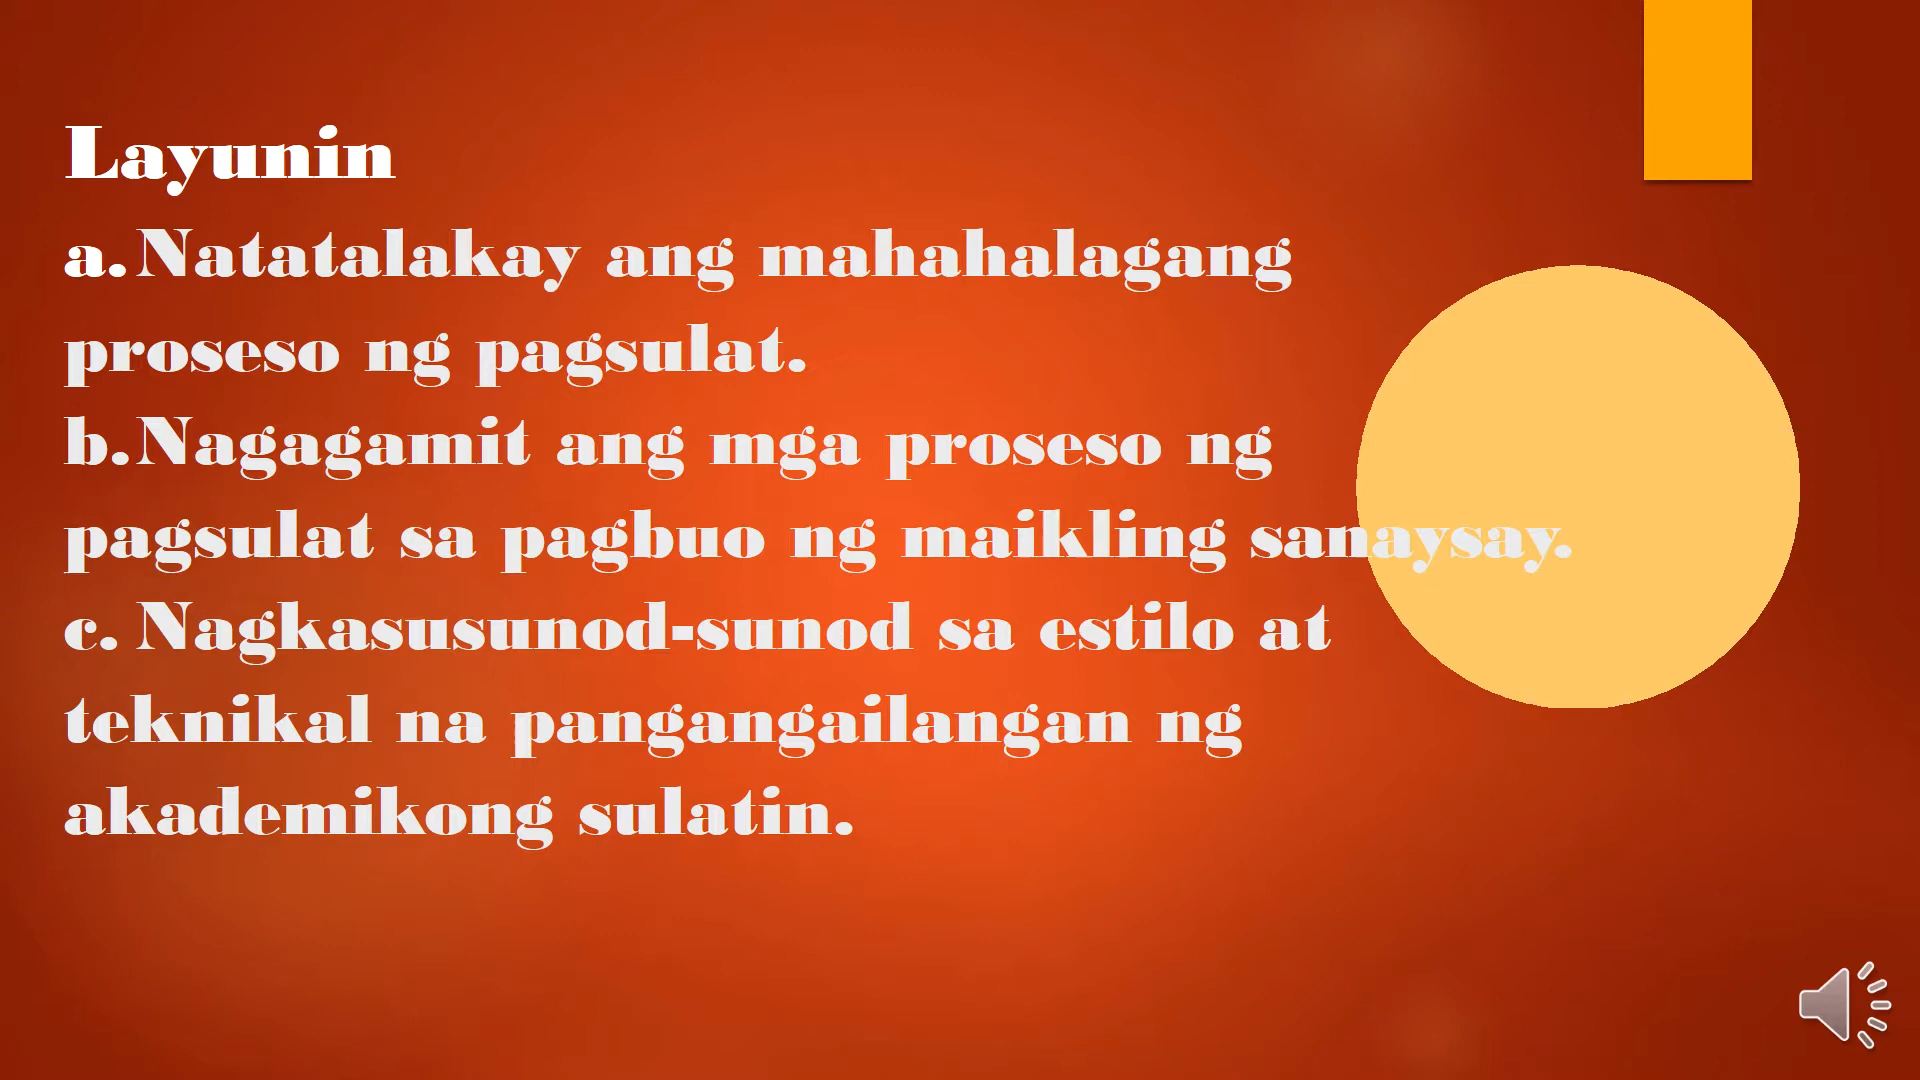 Layunin
a. Natatalakay ang mahahalagang
proseso ng pagsulat.
b.Nagagamit ang mga proseso ng
pagsulat sa pagbuo ng maikling sanaysay.
c. Nagkasusunod-sunod sa estilo at
teknikal na pangangailangan ng
akademikong sulatin.